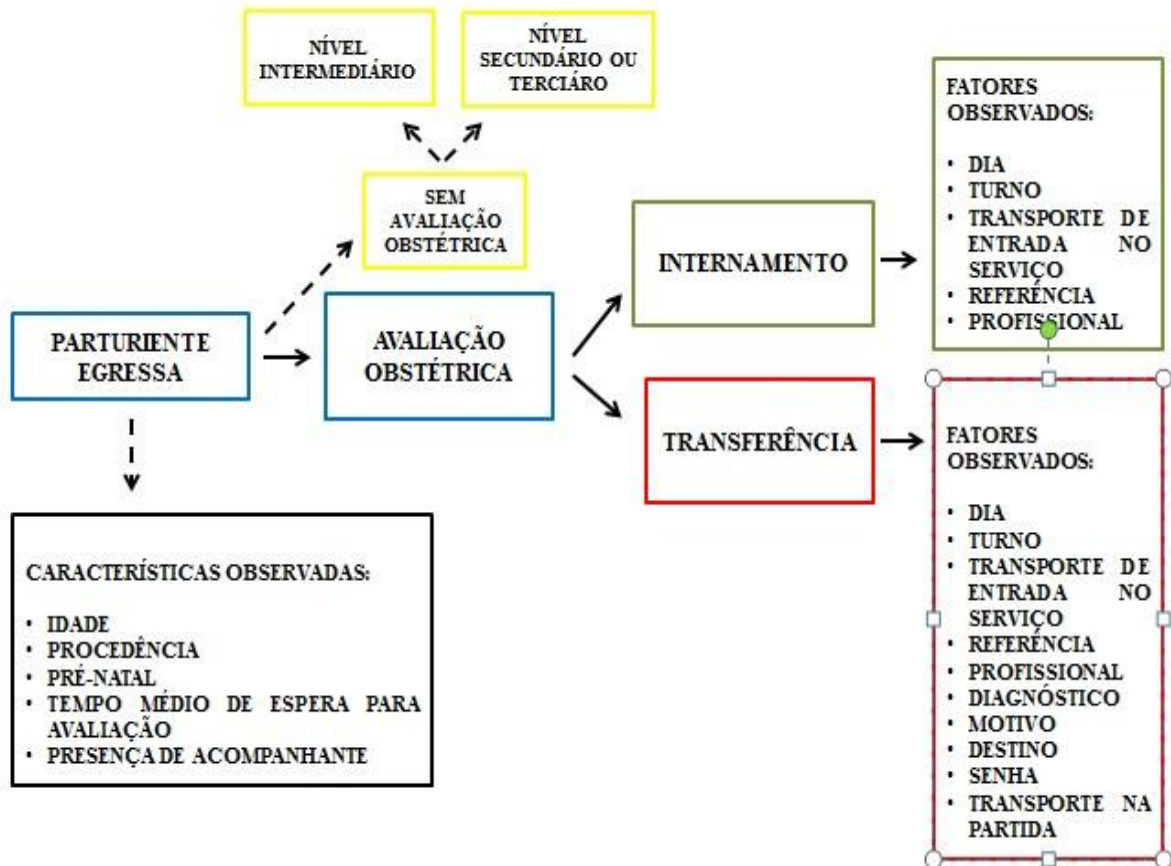 NÍVEL
INTERMEDIÁRIO
NÍVEL
SECUNDÁRIO OU
TERCIÁRO
SEM
AVALIAÇÃO
OBSTÉTRICA
PARTURIENTE
EGRESSA
AVALIAÇÃO
OBSTÉTRICA
INTERNAMENTO
TRANSFERÊNCIA
FATORES
OBSERVADOS:
• DIA
• TURNO
• TRANSPORTE DE
ENTRADA NO
SERVIÇO
• REFERÊNCIA
• PROFISSIONAL
FATORES
OBSERVADOS:
• DIA
• TURNO
• TRANSPORTE DE
ENTRADA NO
SERVIÇO
• REFERÊNCIA
• PROFISSIONAL
• DIAGNÓSTICO
• MOTIVO
• DESTINO
• SENHA
• TRANSPORTE NA
PARTIDA
CARACTERÍSTICAS OBSERVADAS:
• IDADE
• PROCEDÊNCIA
• PRÉ-NATAL
• TEMPO MÉDIO DE ESPERA PARA
AVALIAÇÃO
• PRESENÇA DE ACOMPANHANTE